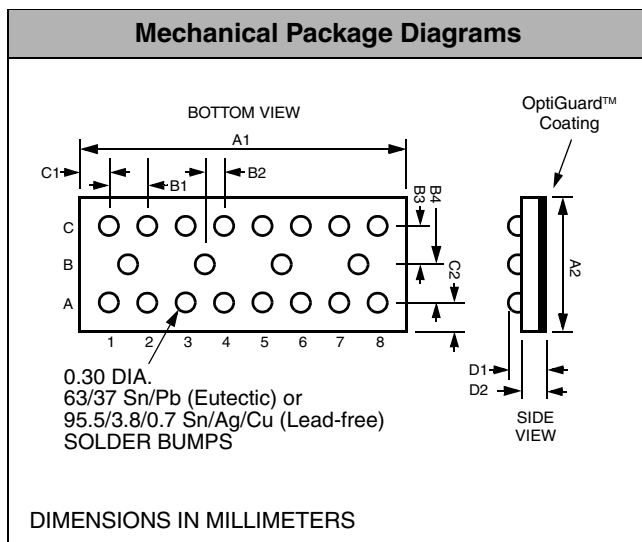 Mechanical Package Diagrams
BOTTOM VIEW
OptiGuard™
Coating
A1
C1
B1
B2
B3
B4
C
B
A
C2
A2
1 2 3 4 5 6 7 8
D1
D2
SIDE
VIEW
0.30 DIA.
63/37 Sn/Pb (Eutectic) or
95.5/3.8/0.7 Sn/Ag/Cu (Lead-free)
SOLDER BUMPS
DIMENSIONS IN MILLIMETERS